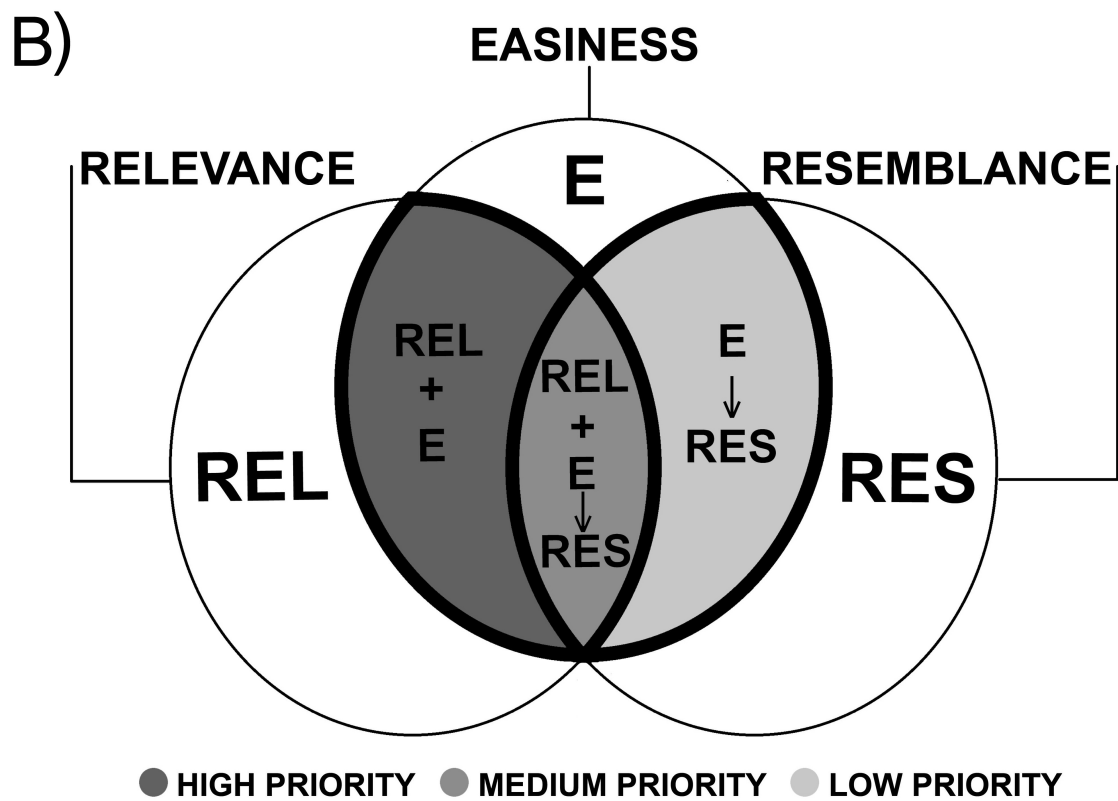 B)
EASINESS
RELEVANCE
RESEMBLANCE
E
REL
+
E
REL
+
E
↓
RES
E
↓
RES
REL
RES
HIGH PRIORITY
MEDIUM PRIORITY
LOW PRIORITY